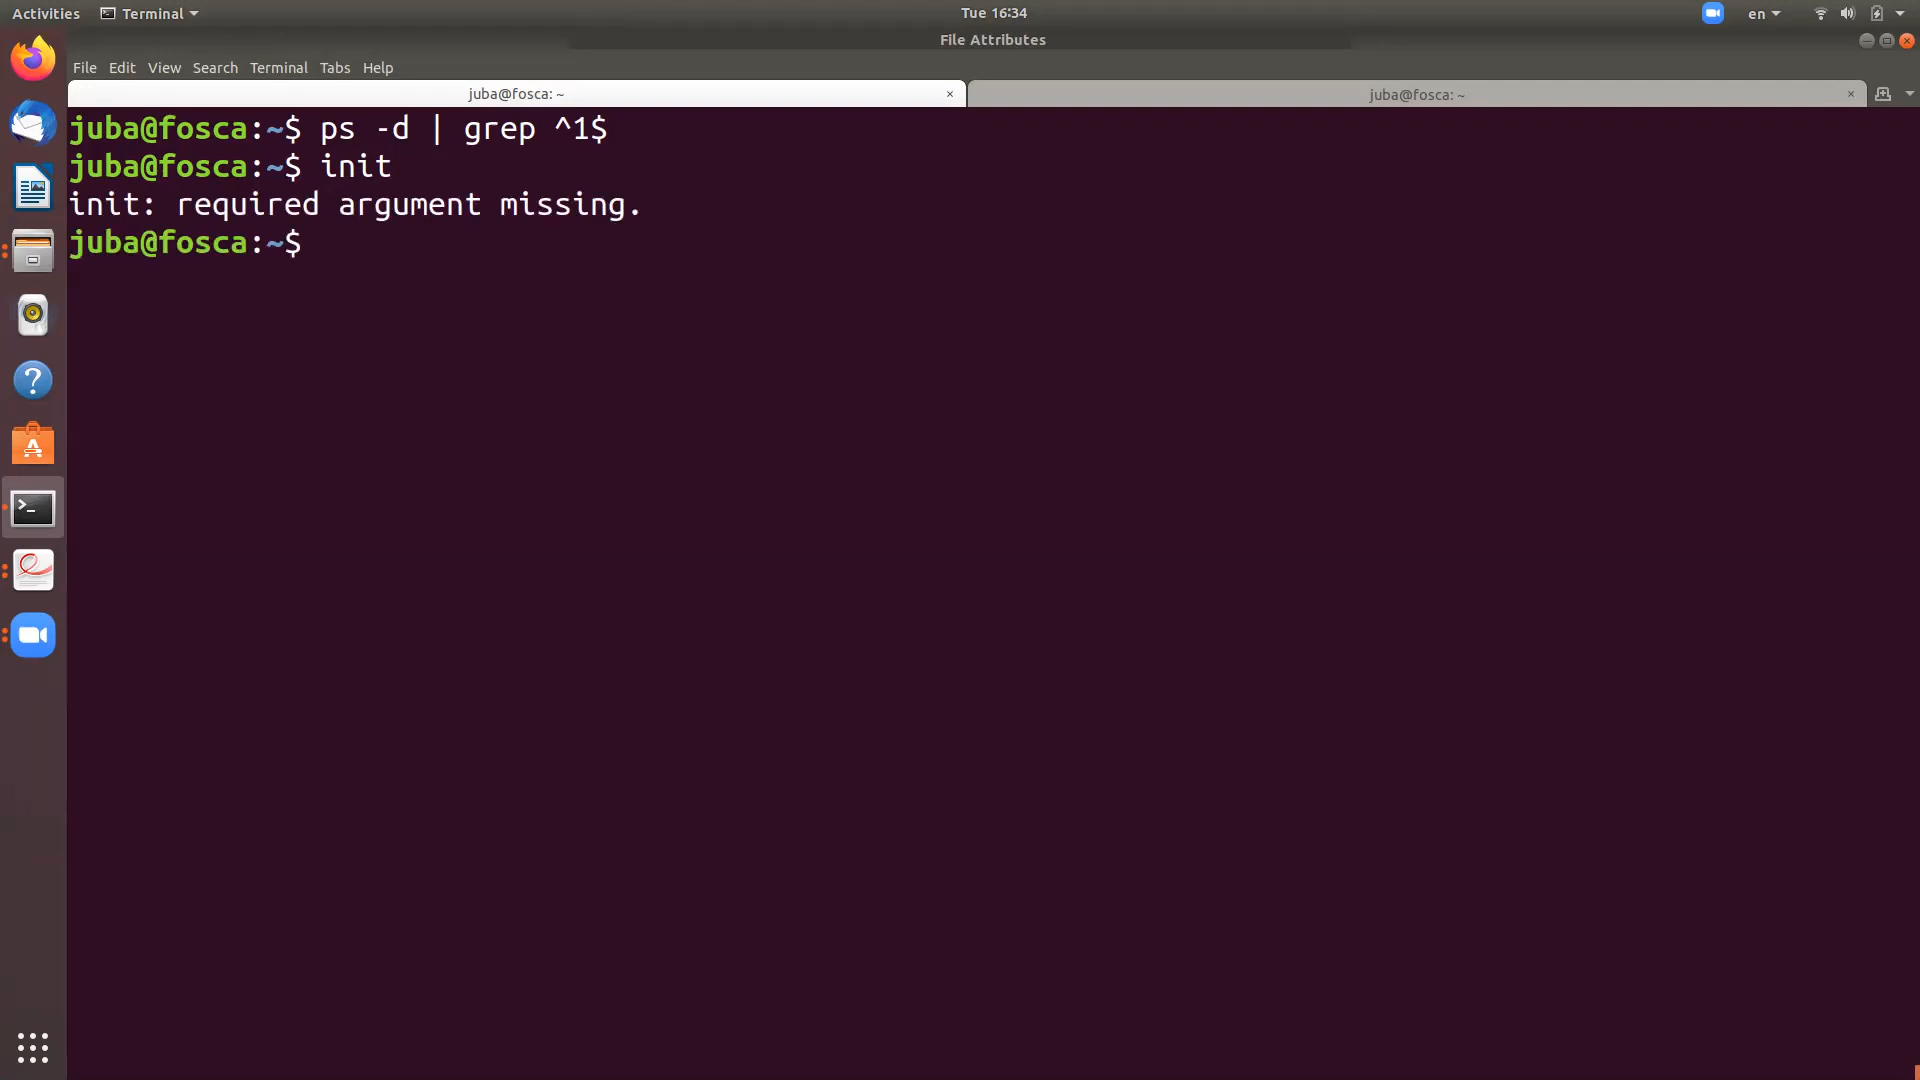 Activities Terminal Tue 16:34 en
File Attributes
File Edit View Search Terminal Tabs Help
juba@fosca: ~ × juba@fosca: ~ ×
juba@fosca:~$ ps -d | grep ^1$
juba@fosca:~$ init
init: required argument missing.
juba@fosca:~$